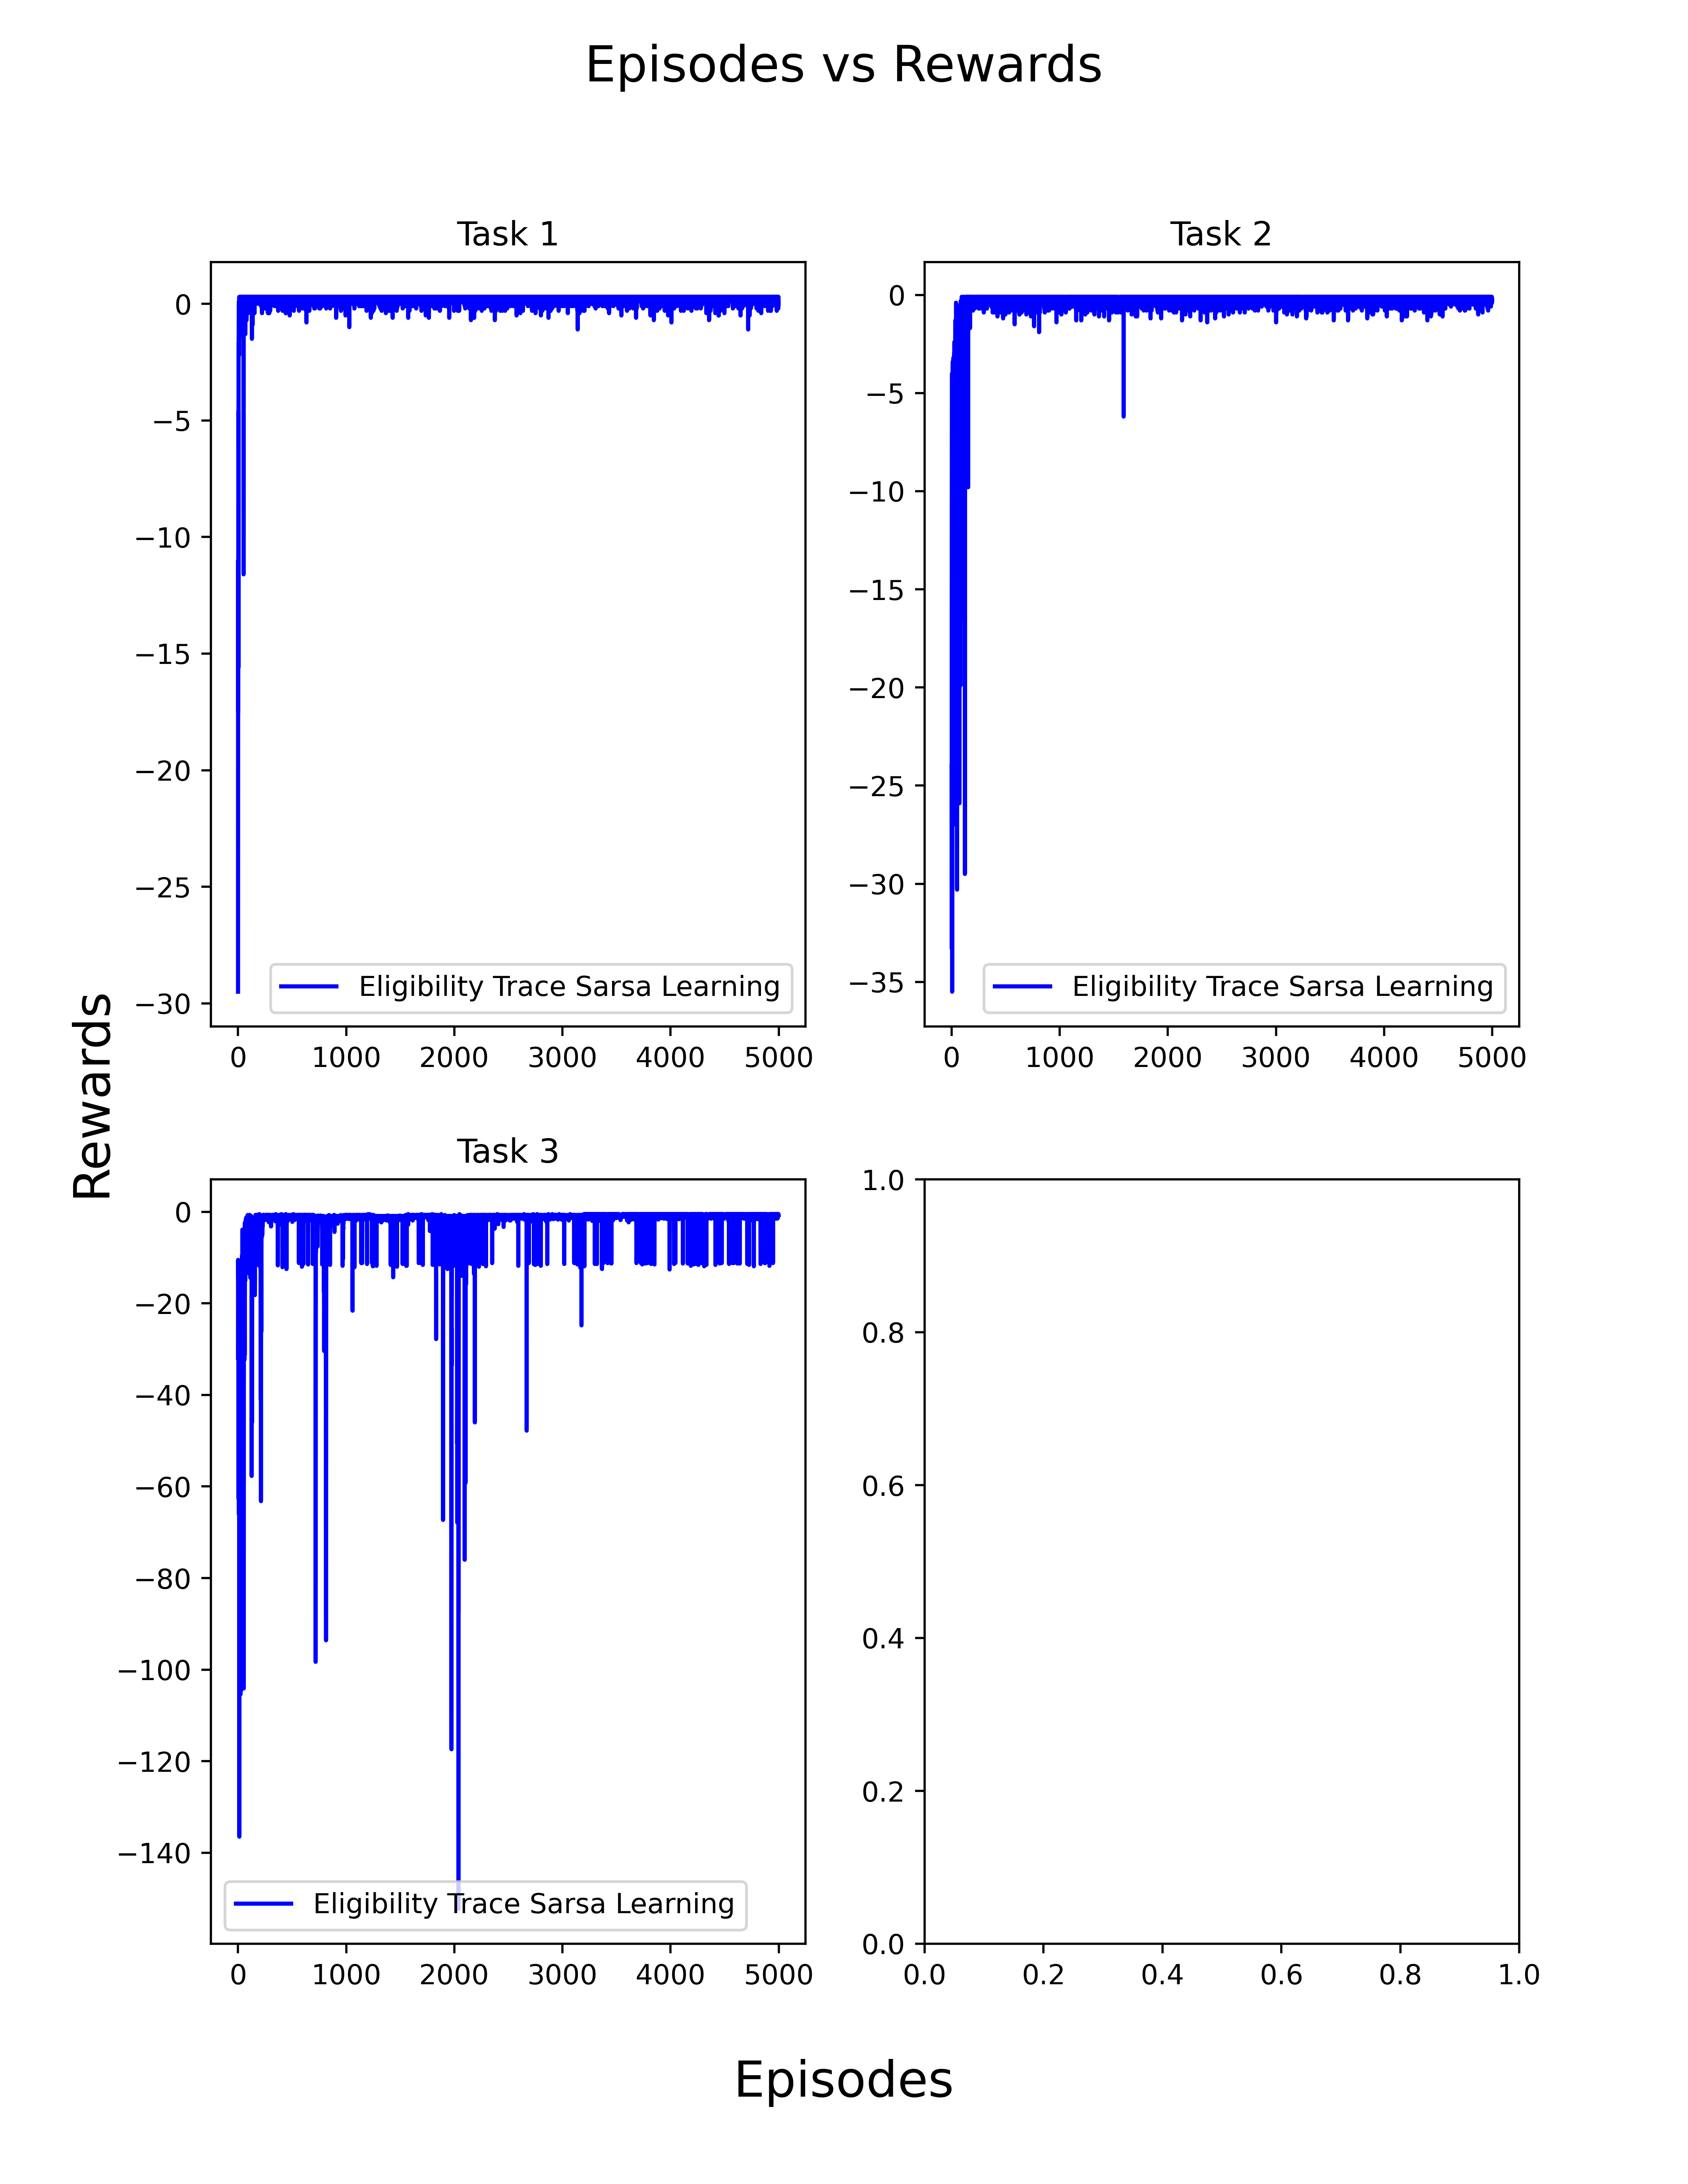 Episodes vs Rewards
Task 1
Task 2
0
−5
−10
−15
−20
−25
−30
Eligibility Trace Sarsa Learning
0 1000 2000 3000 4000 5000
0
−5
−10
−15
−20
−25
−30
−35
Eligibility Trace Sarsa Learning
0 1000 2000 3000 4000 5000
Rewards
Task 3
0
−20
−40
−60
−80
−100
−120
−140
Eligibility Trace Sarsa Learning
0 1000 2000 3000 4000 5000
1.0
0.8
0.6
0.4
0.2
0.0
0.0 0.2 0.4 0.6 0.8 1.0
Episodes